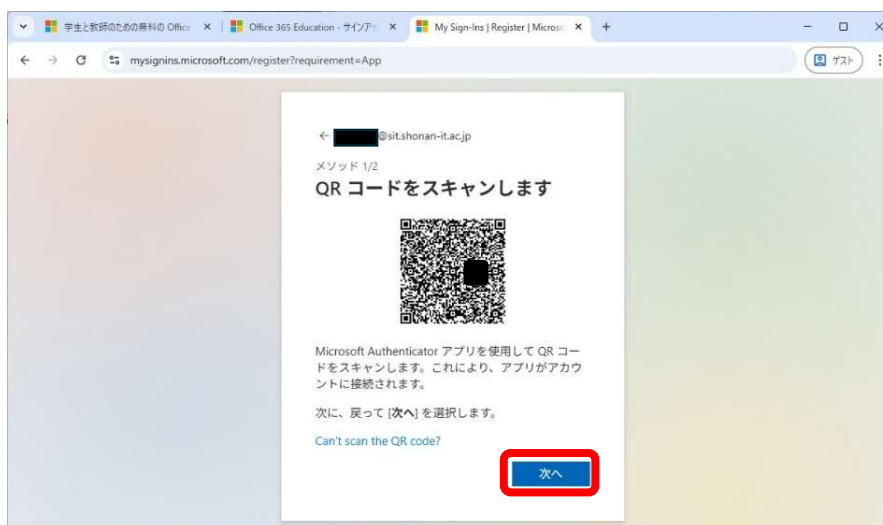 学生と教師のための無料の Office
Office 365 Education - サインアッ
My Sign-Ins | Register | Microso
mysignins.microsoft.com/register?requirement=App
ゲスト
@sit.shonan-it.ac.jp
メソッド 1/2
QR コードをスキャンします
Microsoft Authenticator アプリを使用して QR コー
ドをスキャンします。これにより、アプリがアカウ
ントに接続されます。
次に、戻って [次へ] を選択します。
Can't scan the QR code?
次へ